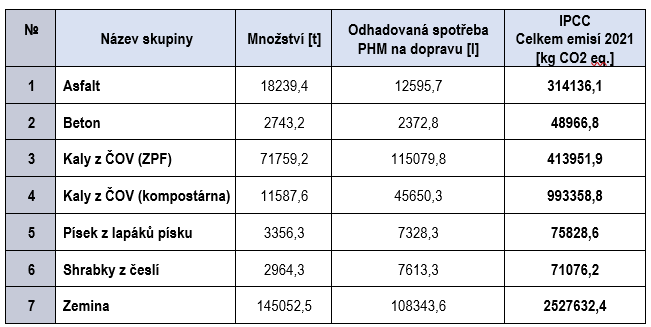 № Název skupiny Množství [t] Odhadovaná spotřeba PHM na dopravu [l] IPCC Celkem emisí 2021 [kg CO2 eq.]
1 Asfalt 18239,4 12595,7 314136,1
2 Beton 2743,2 2372,8 48966,8
3 Kaly z ČOV (ZPF) 71759,2 115079,8 413951,9
4 Kaly z ČOV (kompostárna) 11587,6 45650,3 993358,8
5 Písek z lapáků písku 3356,3 7328,3 75828,6
6 Shrabky z česlí 2964,3 7613,3 71076,2
7 Zemina 145052,5 108343,6 2527632,4